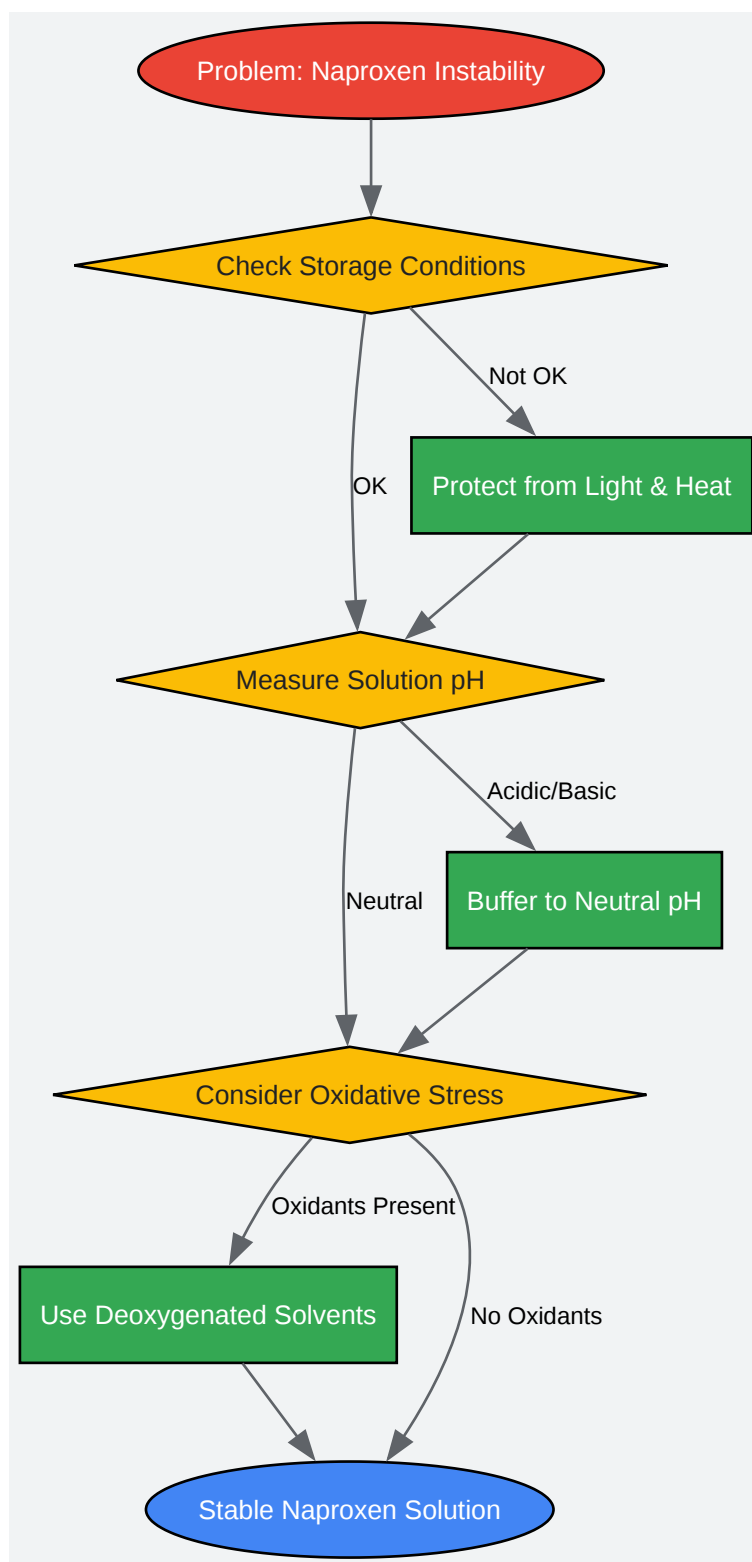 Problem: Naproxen Instability
Check Storage Conditions
Not OK
OK
Protect from Light & Heat
Measure Solution pH
Acidic/Basic
Neutral
Buffer to Neutral pH
Consider Oxidative Stress
Oxidants Present
Use Deoxygenated Solvents
No Oxidants
Stable Naproxen Solution